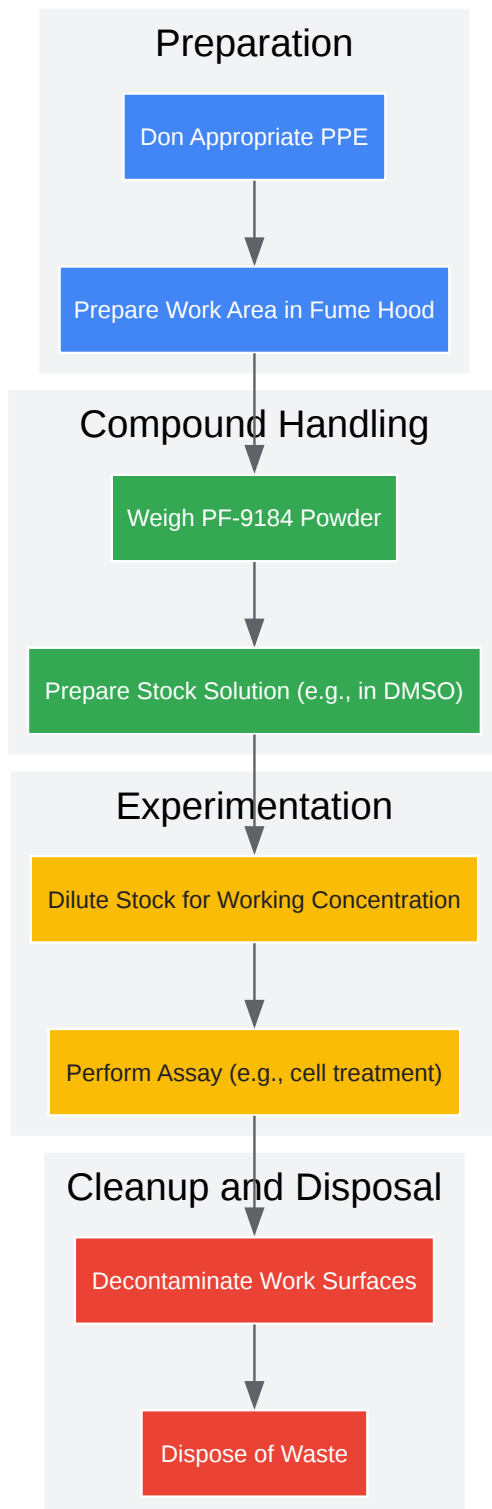 Preparation
Don Appropriate PPE
Prepare Work Area in Fume Hood
Compound Handling
Weigh PF-9184 Powder
Prepare Stock Solution (e.g., in DMSO)
Experimentation
Dilute Stock for Working Concentration
Perform Assay (e.g., cell treatment)
Cleanup and Disposal
Decontaminate Work Surfaces
Dispose of Waste